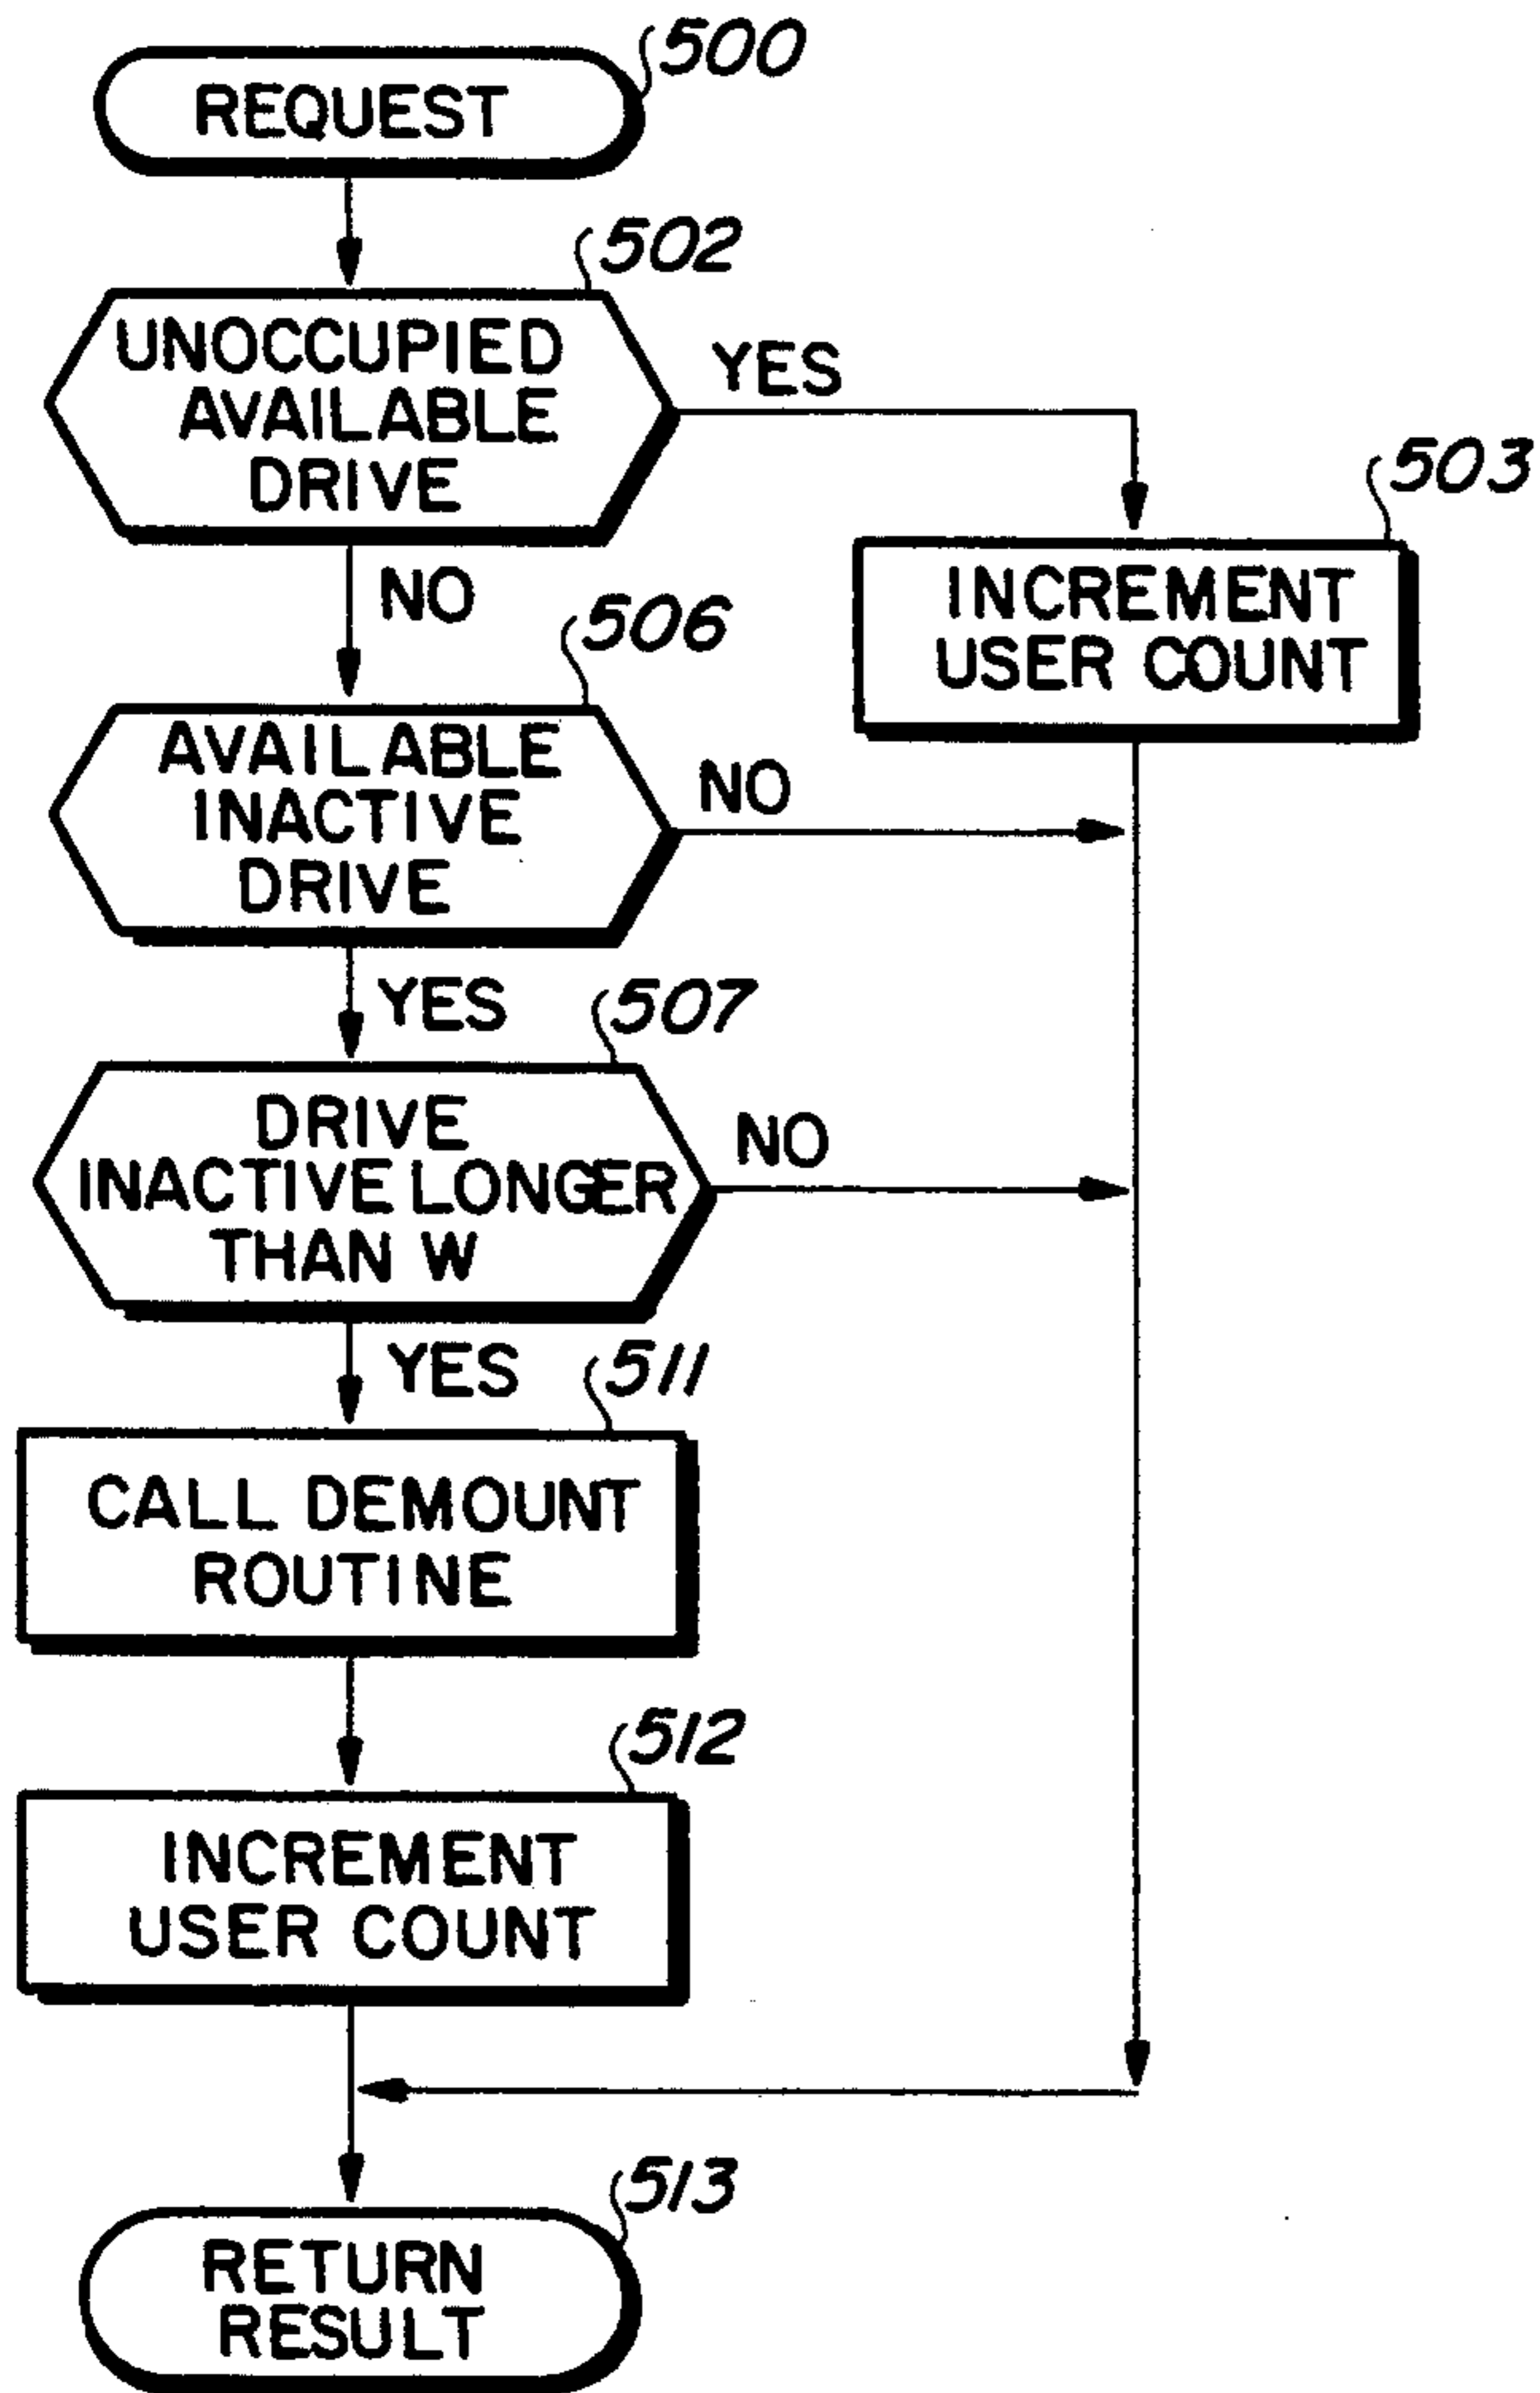 500
REQUEST
502
UNOCCUPIED
AVAILABLE
DRIVE
YES
503
INCREMENT
USER COUNT
NO
506
AVAILABLE
INACTIVE
DRIVE
NO
YES
507
DRIVE
INACTIVE LONGER
THAN W
NO
YES
511
CALL DEMOUNT
ROUTINE
512
INCREMENT
USER COUNT
513
RETURN
RESULT